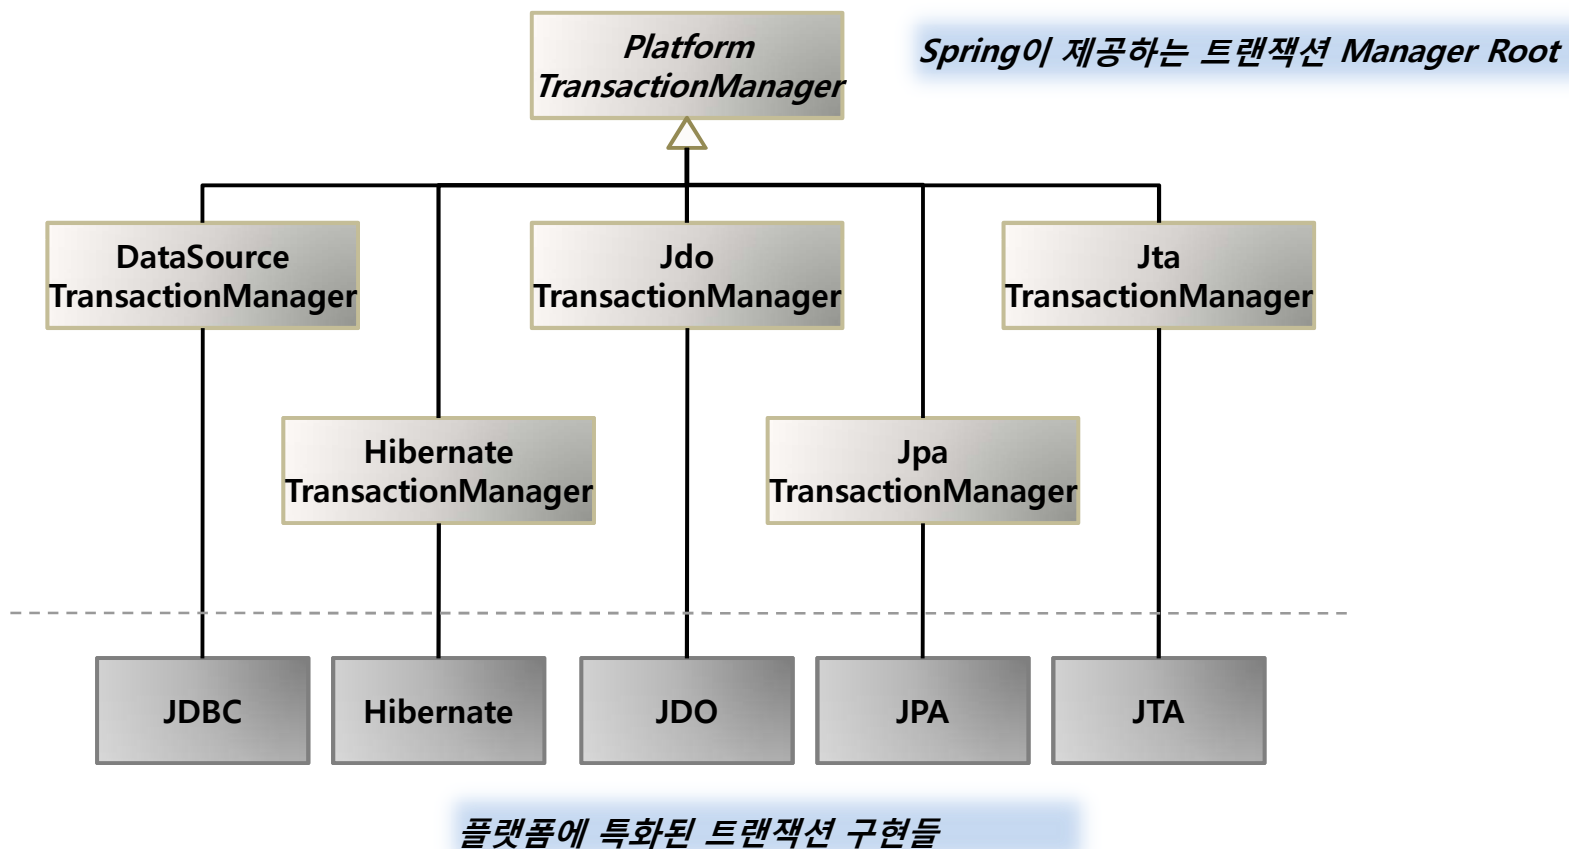 Platform
TransactionManager
Spring이 제공하는 트랜잭션 Manager Root
DataSource
TransactionManager
Jdo
TransactionManager
Jta
TransactionManager
Hibernate
TransactionManager
Jpa
TransactionManager
JDBC
Hibernate
JDO
JPA
JTA
플랫폼에 특화된 트랜잭션 구현들